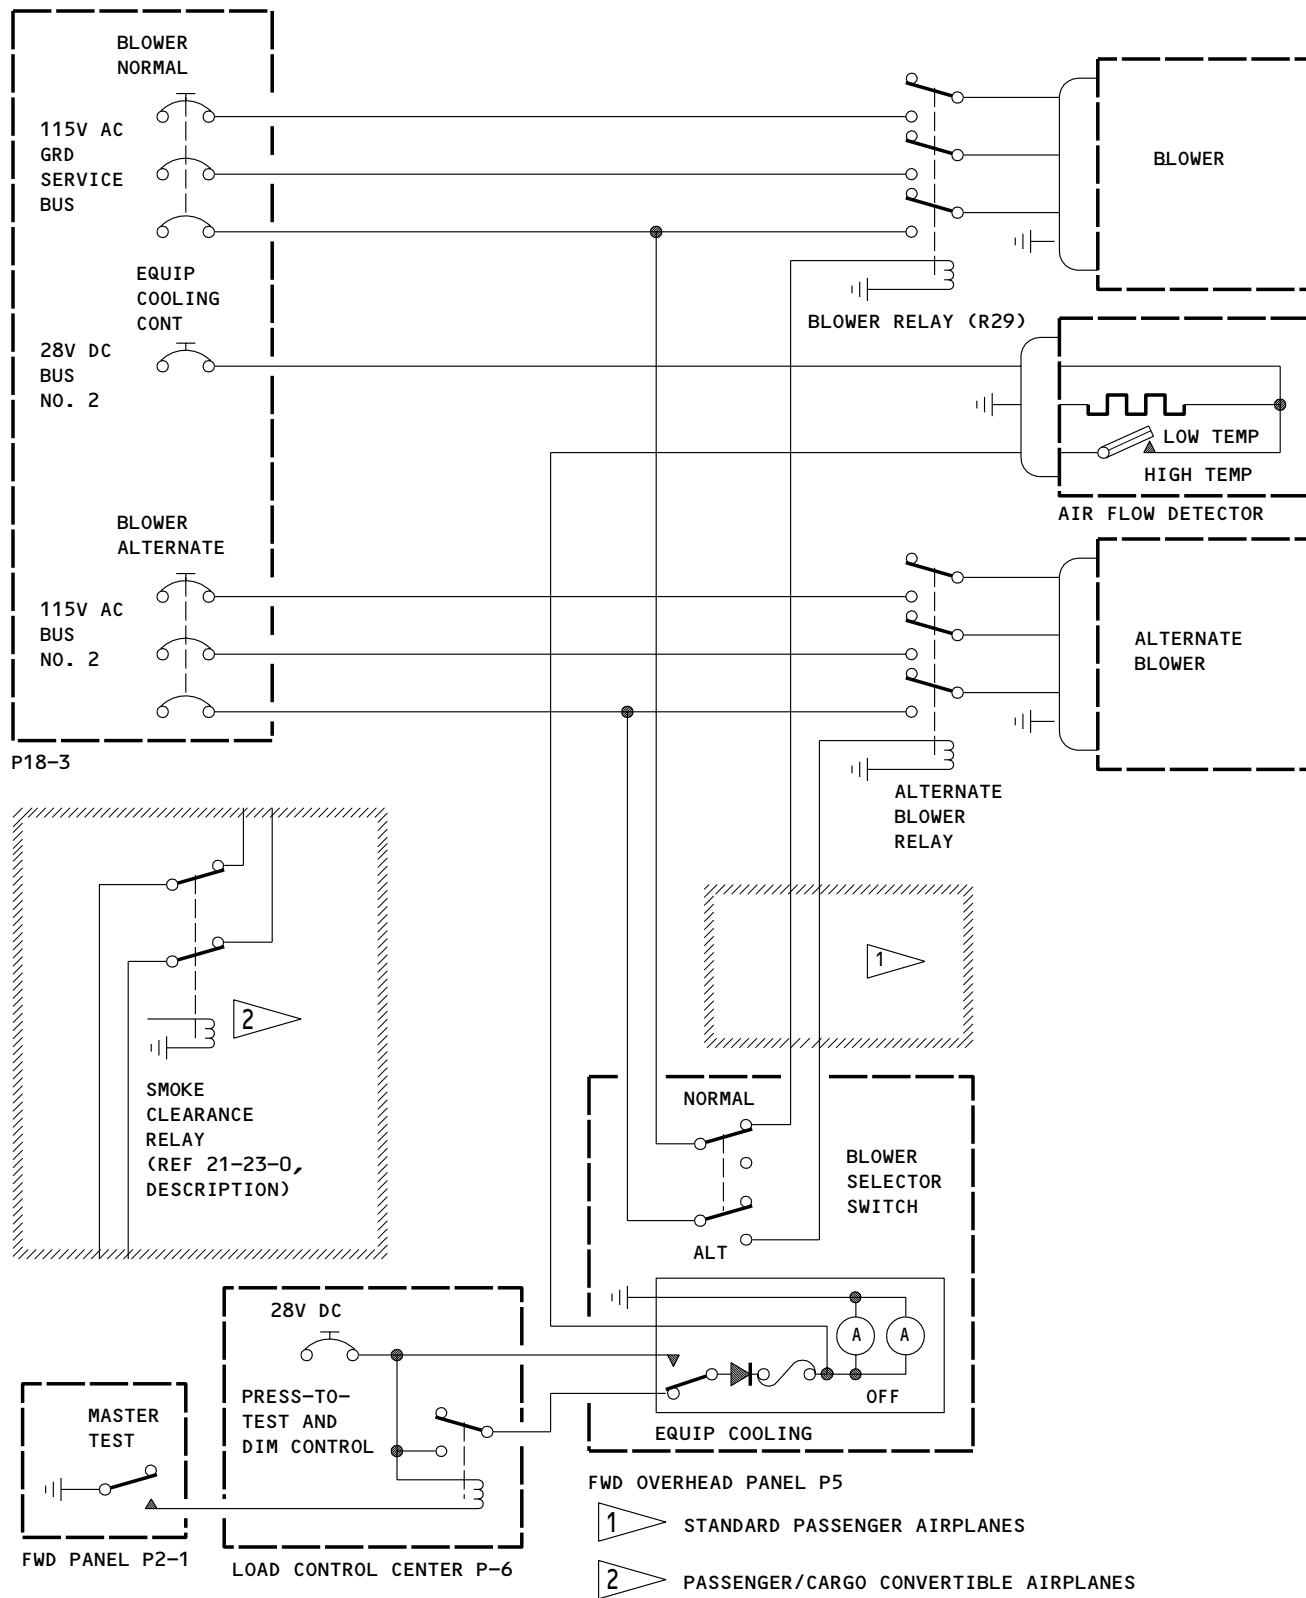 BLOWER
NORMAL
115V AC
GRD
SERVICE
BUS
EQUIP
COOLING
CONT
28V DC
BUS
NO. 2
BLOWER
ALTERNATE
115V AC
BUS
NO. 2
P18-3
BLOWER
BLOWER RELAY (R29)
LOW TEMP
HIGH TEMP
AIR FLOW DETECTOR
ALTERNATE
BLOWER
ALTERNATE
BLOWER
RELAY
1
2
SMOKE
CLEARANCE
RELAY
(REF 21-23-0,
DESCRIPTION)
NORMAL
BLOWER
SELECTOR
SWITCH
ALT
A
A
OFF
EQUIP COOLING
FWD OVERHEAD PANEL P5
28V DC
PRESS-TO-
TEST AND
DIM CONTROL
LOAD CONTROL CENTER P-6
MASTER
TEST
FWD PANEL P2-1
1 STANDARD PASSENGER AIRPLANES
2 PASSENGER/CARGO CONVERTIBLE AIRPLANES